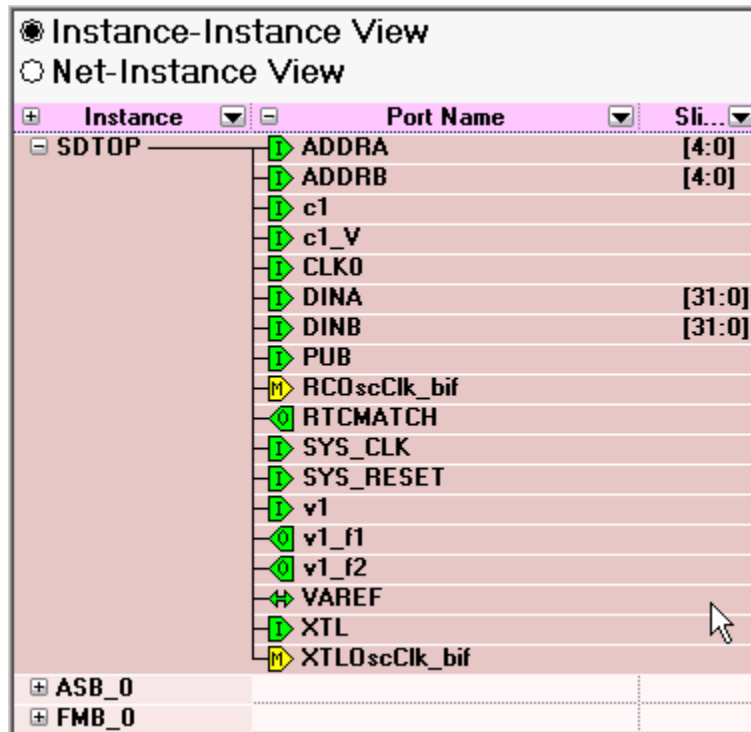 Instance-Instance View
Net-Instance View
Instance Port Name Sli...
SDTOP I ADDRA [4:0]
I ADDRB [4:0]
I c1
I c1_V
I CLK0
I DINA [31:0]
I DINB [31:0]
I PUB
M RCOscClk_bif
O RTCMATCH
I SYS_CLK
I SYS_RESET
I v1
O v1_f1
O v1_f2
VAREF
I XTL
M XTLOscClk_bif
ASB_0
FMB_0